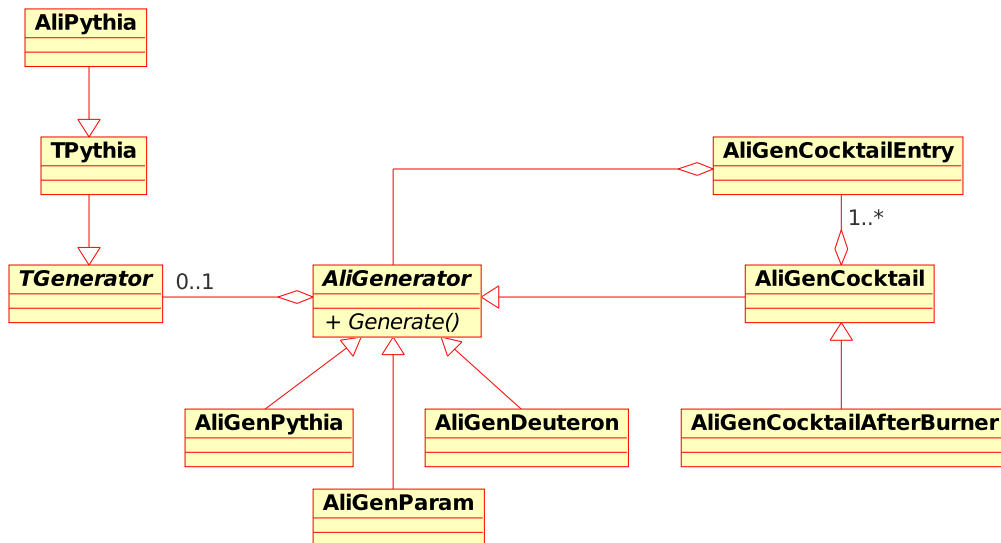 AliPythia
TPythia
AliGenCocktailEntry
1..*
TGenerator
0..1
AliGenerator
+ Generate()
AliGenCocktail
AliGenPythia
AliGenDeuteron
AliGenCocktailAfterBurner
AliGenParam